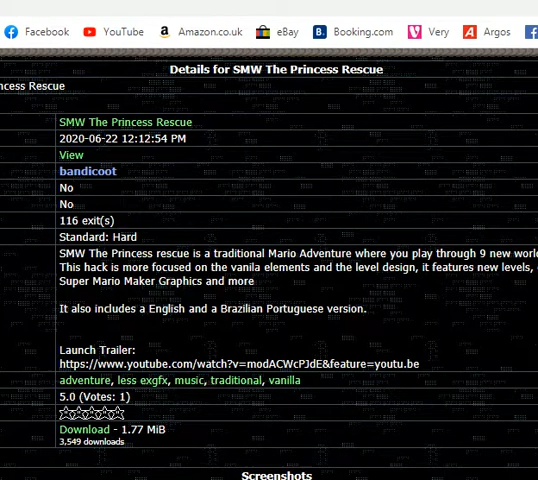 Facebook YouTube Amazon.co.uk eBay Booking.com Very Argos
Details for SMW The Princess Rescue
ncess Rescue
SMW The Princess Rescue
2020-06-22 12:12:54 PM
View
bandicoot
No
No
116 exit(s)
Standard: Hard
SMW The Princess rescue is a traditional Mario Adventure where you play through 9 new world
This hack is more focused on the vanila elements and the level design, it features new levels,
Super Mario Maker Graphics and more
It also includes a English and a Brazilian Portuguese version.
Launch Trailer:
https://www.youtube.com/watch?v=modACWcPJdE&feature=youtu.be
adventure, less exgfx, music, traditional, vanilla
5.0 (Votes: 1)
Download - 1.77 MiB
3,549 downloads
Screenshots